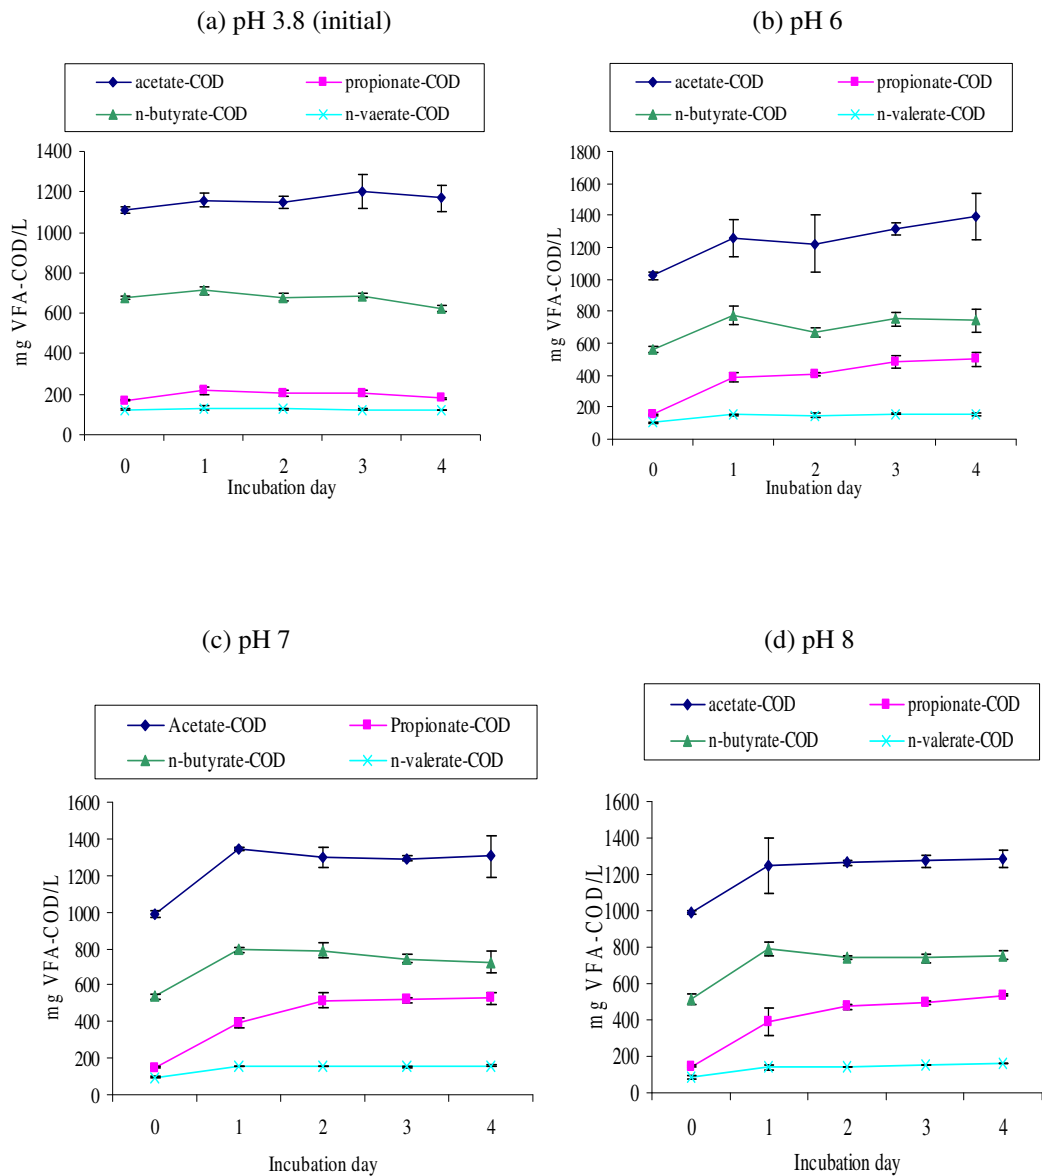 (a) pH 3.8 (initial)
acetate-COD propionate-COD
n-butyrate-COD n-vaerate-COD
1400
1200
1000
800
600
400
200
0
mg VFA-COD/L
0 1 2 3 4
Incubation day
(b) pH 6
acetate-COD propionate-COD
n-butyrate-COD n-valerate-COD
1800
1600
1400
1200
1000
800
600
400
200
0
mg VFA-COD/L
0 1 2 3 4
Inubation day
(c) pH 7
Acetate-COD Propionate-COD
n-butyrate-COD n-valerate-COD
1600
1400
1200
1000
800
600
400
200
0
mg VFA-COD/L
0 1 2 3 4
Incubation day
(d) pH 8
acetate-COD propionate-COD
n-butyrate-COD n-valerate-COD
1600
1400
1200
1000
800
600
400
200
0
mg VFA-COD/L
0 1 2 3 4
Incubation day